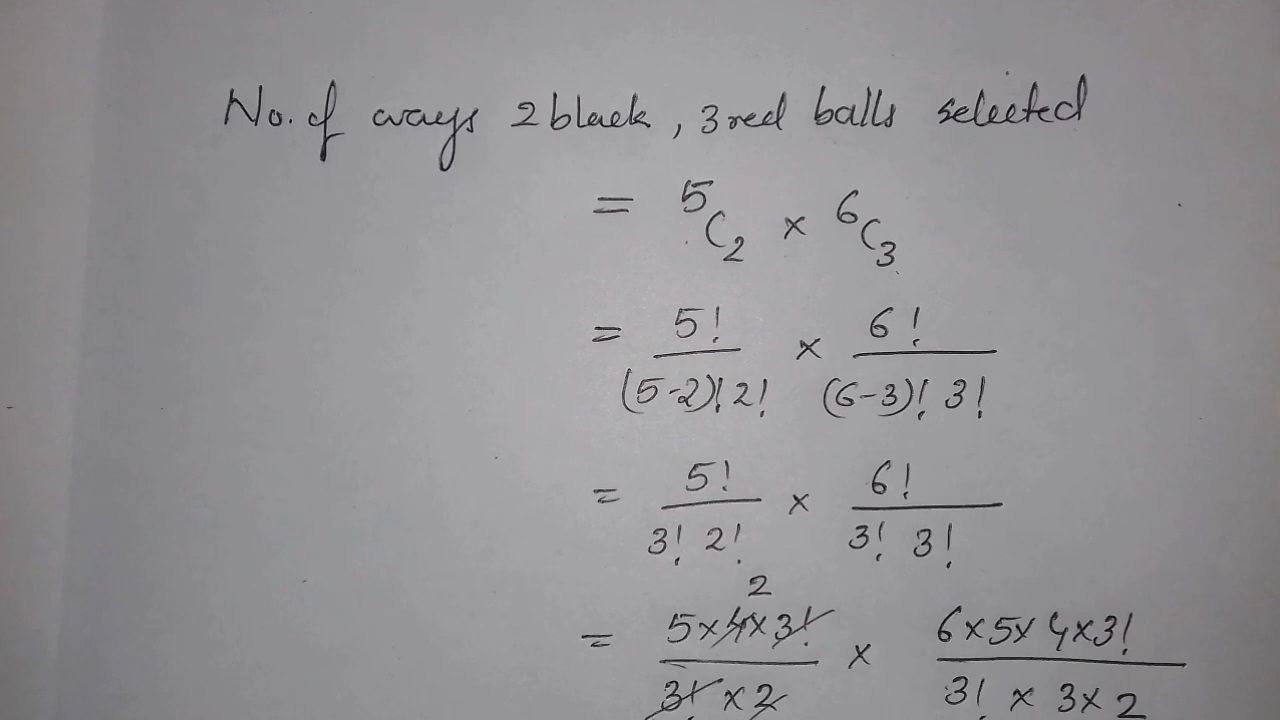 No. of ways 2 black, 3 red balls selected
= ⁵C₂ × ⁶C₃
= 5! / (5-2)! 2! × 6! / (6-3)! 3!
= 5! / 3! 2! × 6! / 3! 3!
2
= 5×4×3! / 3! × 2 × 6×5×4×3! / 3! × 3×2